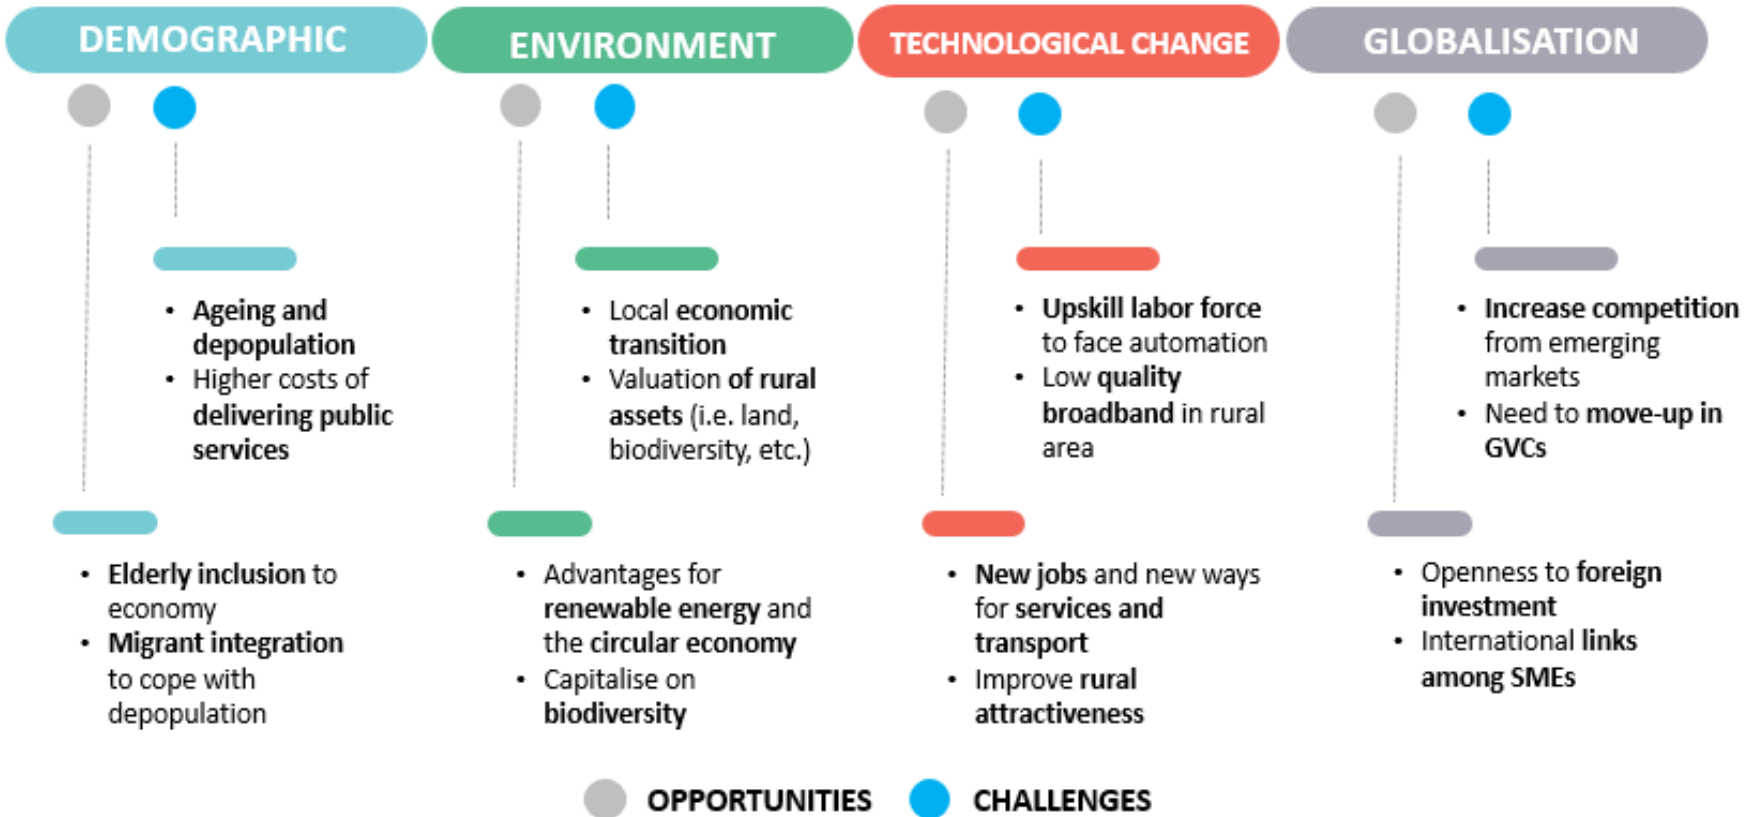 DEMOGRAPHIC
• Ageing and
depopulation
• Higher costs of
delivering public
services
• Elderly inclusion to
economy
• Migrant integration
to cope with
depopulation
ENVIRONMENT
• Local economic
transition
• Valuation of rural
assets (i.e. land,
biodiversity, etc.)
• Advantages for
renewable energy and
the circular economy
• Capitalise on
biodiversity
TECHNOLOGICAL CHANGE
• Upskill labor force
to face automation
• Low quality
broadband in rural
area
• New jobs and new ways
for services and
transport
• Improve rural
attractiveness
GLOBALISATION
• Increase competition
from emerging
markets
• Need to move-up in
GVCs
• Openness to foreign
investment
• International links
among SMEs
OPPORTUNITIES
CHALLENGES